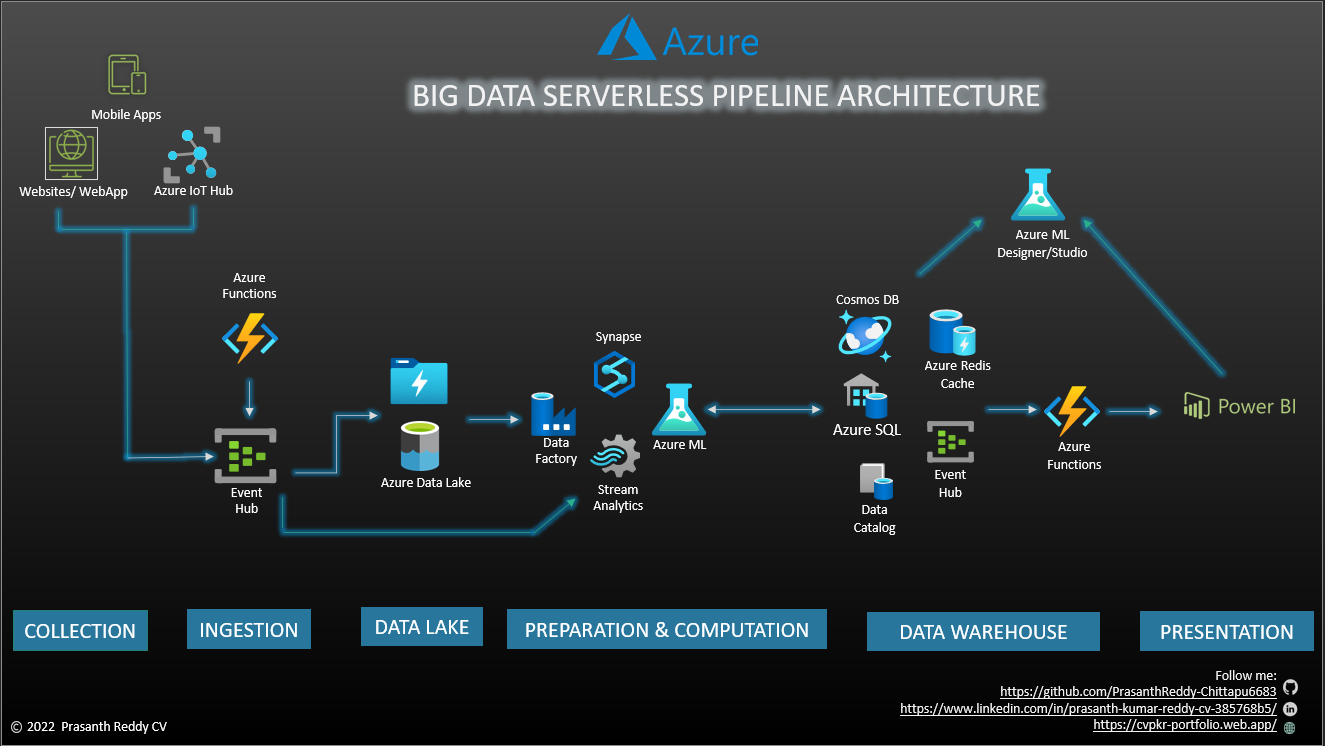 Azure
BIG DATA SERVERLESS PIPELINE ARCHITECTURE
Mobile Apps
Websites/ WebApp
Azure IoT Hub
Azure
Functions
Event
Hub
Azure Data Lake
Synapse
Data
Factory
Azure ML
Stream
Analytics
Cosmos DB
Azure Redis
Cache
Azure SQL
Event
Hub
Data
Catalog
Azure ML
Designer/Studio
Azure
Functions
Power BI
COLLECTION
INGESTION
DATA LAKE
PREPARATION & COMPUTATION
DATA WAREHOUSE
PRESENTATION
Follow me:
https://github.com/PrasanthReddy-Chittapu6683
https://www.linkedin.com/in/prasanth-kumar-reddy-cv-385768b5/
https://cvpkr-portfolio.web.app/
© 2022 Prasanth Reddy CV